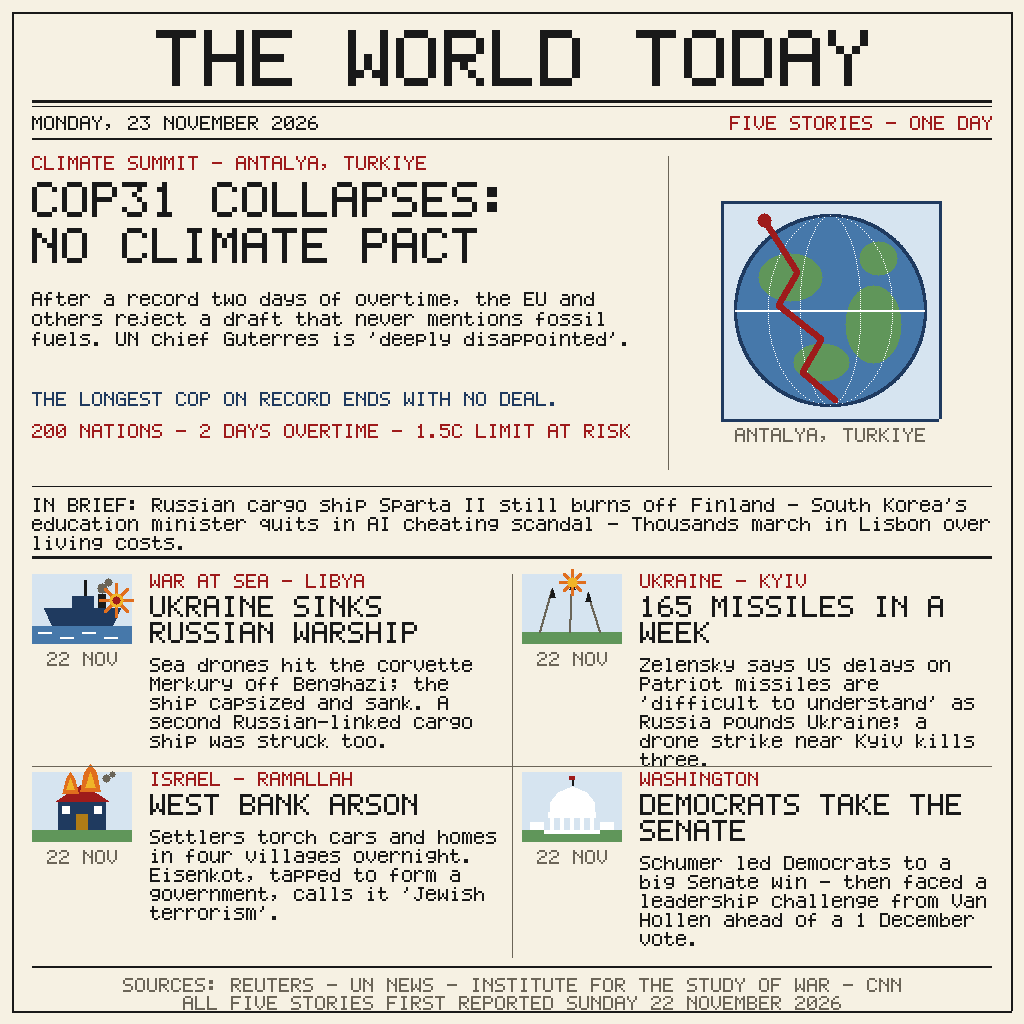 THE WORLD TODAY
MONDAY, 23 NOVEMBER 2026
FIVE STORIES - ONE DAY
CLIMATE SUMMIT - ANTALYA, TURKIYE
COP31 COLLAPSES:
NO CLIMATE PACT
After a record two days of overtime, the EU and
others reject a draft that never mentions fossil
fuels. UN chief Guterres is 'deeply disappointed'.
THE LONGEST COP ON RECORD ENDS WITH NO DEAL.
200 NATIONS - 2 DAYS OVERTIME - 1.5C LIMIT AT RISK
ANTALYA, TURKIYE
IN BRIEF: Russian cargo ship Sparta II still burns off Finland - South Korea's
education minister quits in AI cheating scandal - Thousands march in Lisbon over
living costs.
WAR AT SEA - LIBYA
UKRAINE SINKS
RUSSIAN WARSHIP
22 NOV
Sea drones hit the corvette
Merkury off Benghazi; the
ship capsized and sank. A
second Russian-linked cargo
ship was struck too.
UKRAINE - KYIV
165 MISSILES IN A
WEEK
22 NOV
Zelensky says US delays on
Patriot missiles are
'difficult to understand' as
Russia pounds Ukraine; a
drone strike near Kyiv kills
three.
ISRAEL - RAMALLAH
WEST BANK ARSON
22 NOV
Settlers torch cars and homes
in four villages overnight.
Eisenkot, tapped to form a
government, calls it 'Jewish
terrorism'.
WASHINGTON
DEMOCRATS TAKE THE
SENATE
22 NOV
Schumer led Democrats to a
big Senate win - then faced a
leadership challenge from Van
Hollen ahead of a 1 December
vote.
SOURCES: REUTERS - UN NEWS - INSTITUTE FOR THE STUDY OF WAR - CNN
ALL FIVE STORIES FIRST REPORTED SUNDAY 22 NOVEMBER 2026